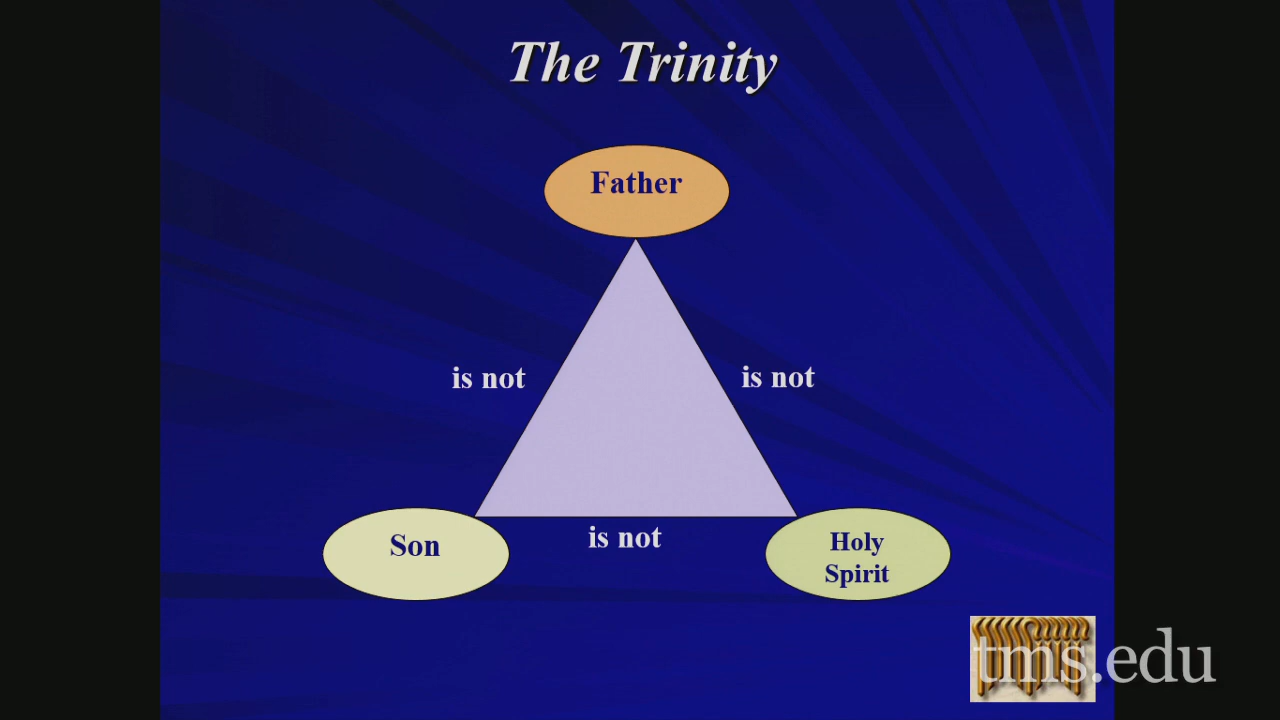 The Trinity
Father
is not
is not
Son
is not
Holy
Spirit
tms.edu